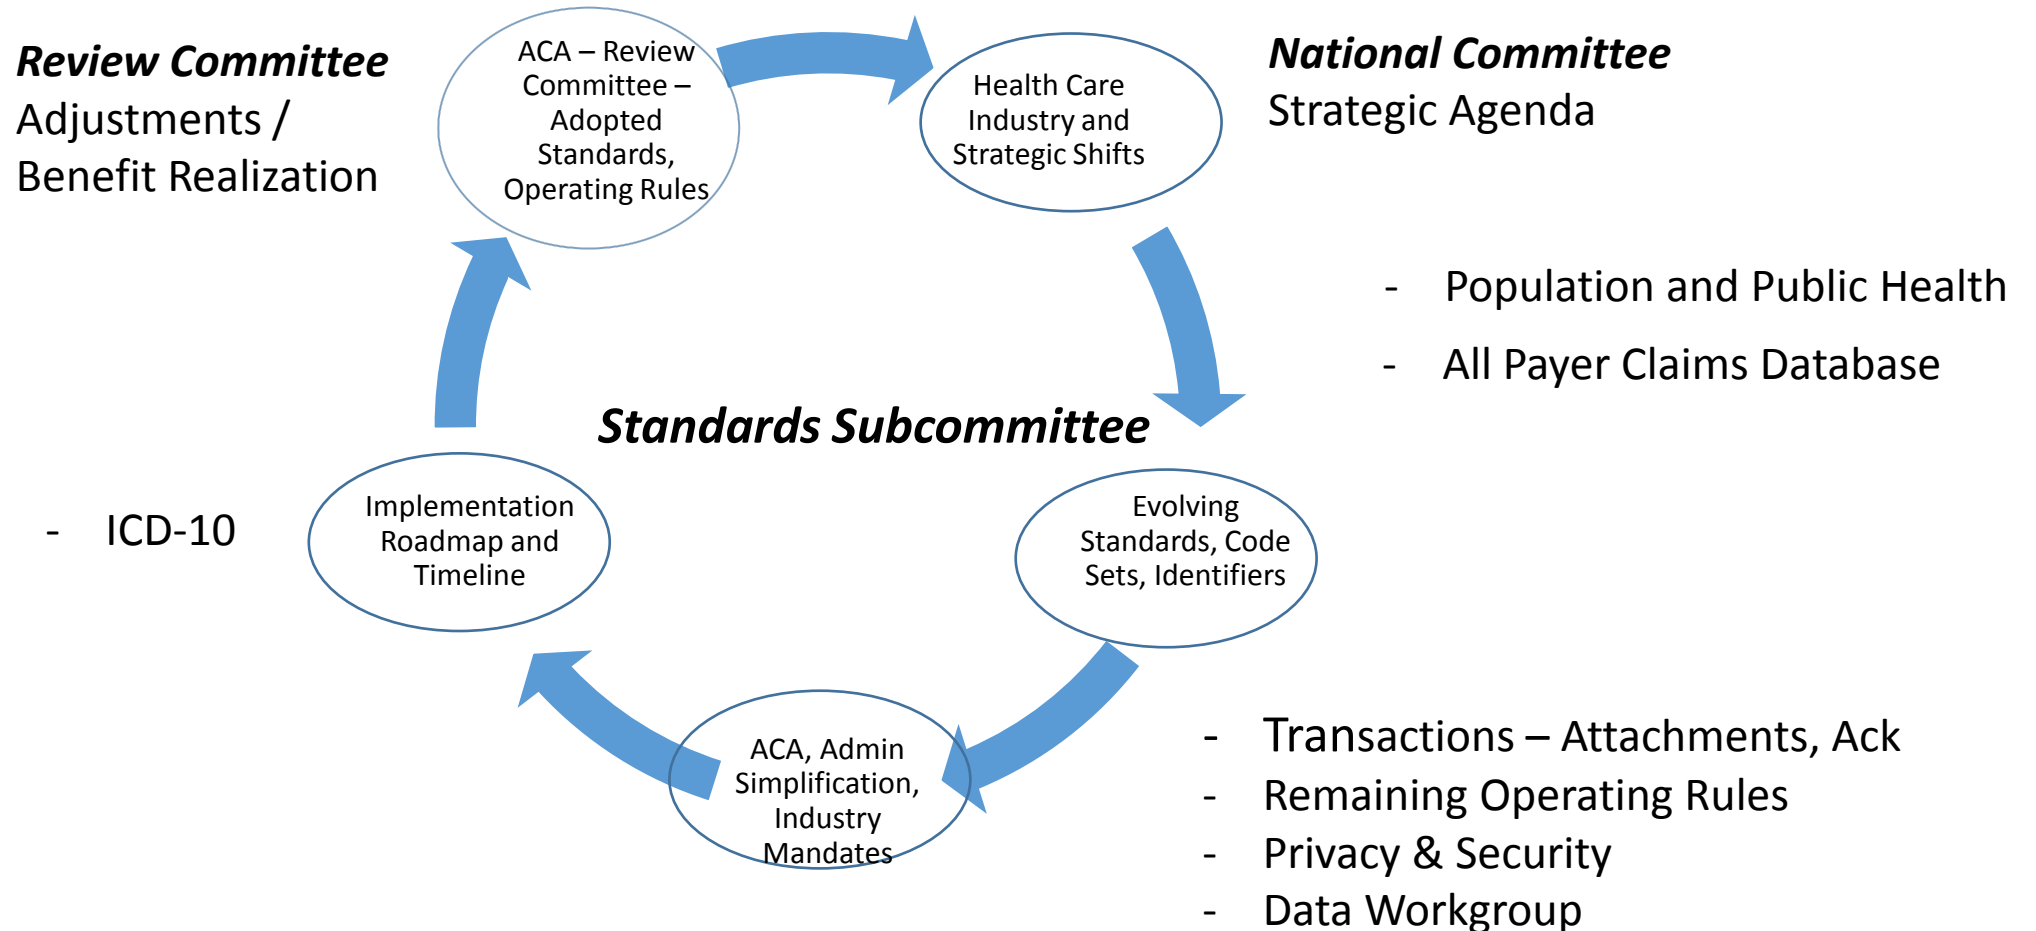 Review Committee
Adjustments /
Benefit Realization
ACA – Review
Committee –
Adopted
Standards,
Operating Rules
Health Care
Industry and
Strategic Shifts
National Committee
Strategic Agenda
- Population and Public Health
- All Payer Claims Database
Standards Subcommittee
- ICD-10
Implementation
Roadmap and
Timeline
Evolving
Standards, Code
Sets, Identifiers
ACA, Admin
Simplification,
Industry
Mandates
- Transactions – Attachments, Ack
- Remaining Operating Rules
- Privacy & Security
- Data Workgroup